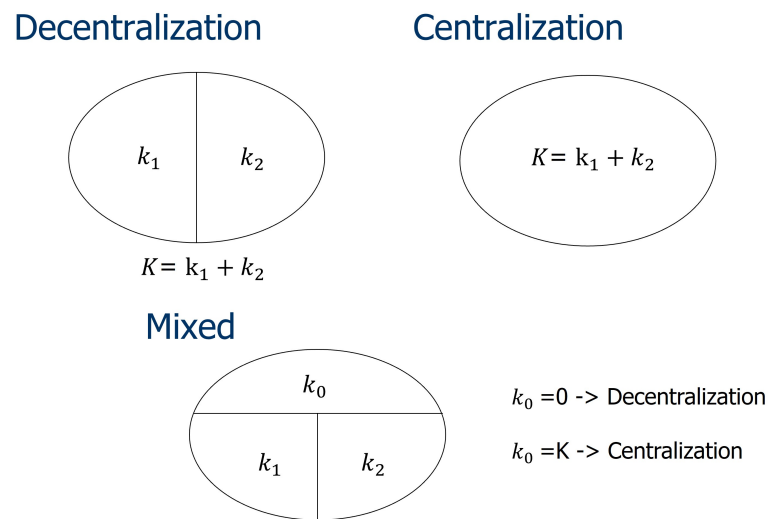 Decentralization
Centralization
k₁
k₂
K= k₁ + k₂
K= k₁ + k₂
Mixed
k₀
k₁
k₂
k₀ =0 -> Decentralization
k₀ =K -> Centralization